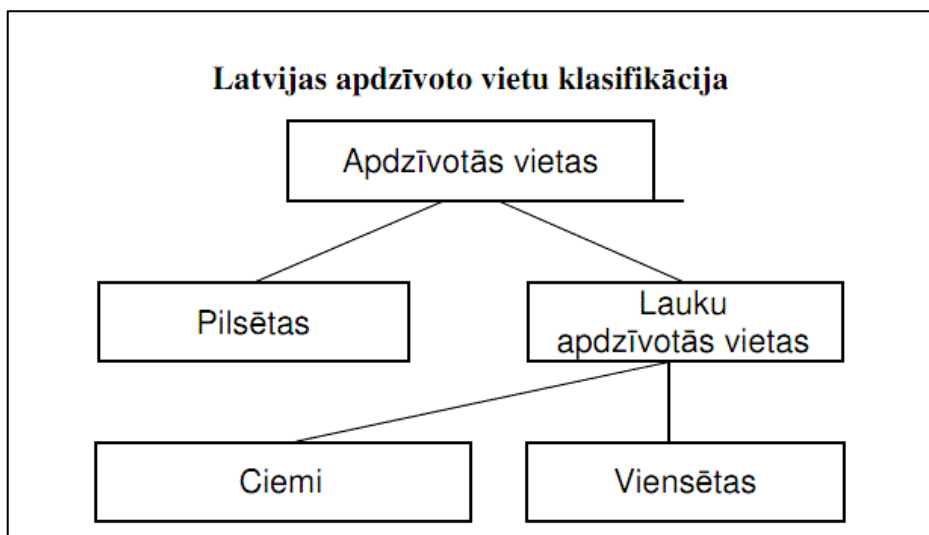 Latvijas apdzīvoto vietu klasifikācija
Apdzīvotās vietas
Pilsētas
Lauku
apdzīvotās vietas
Ciemi
Viensētas